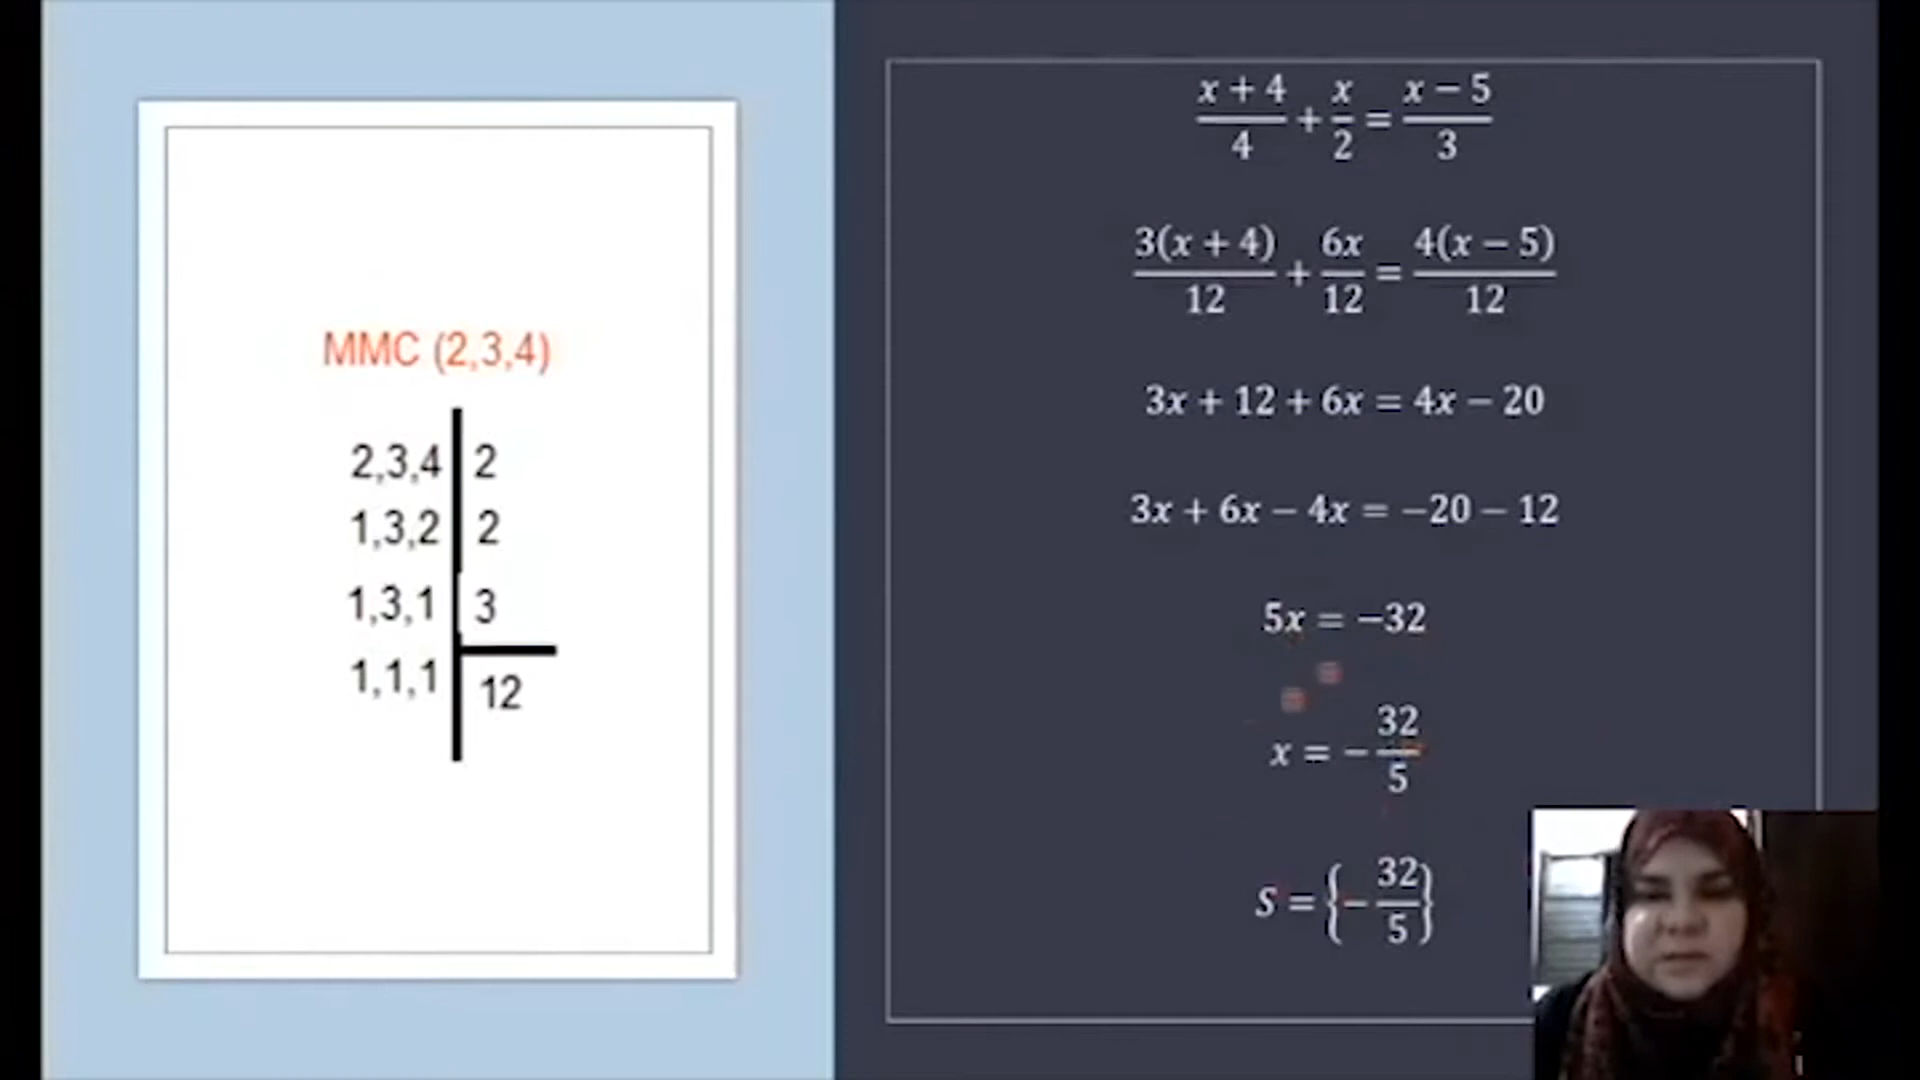 MMC (2,3,4)
2,3,4 | 2
1,3,2 | 2
1,3,1 | 3
1,1,1 | 12
(x + 4)/4 + x/2 = (x − 5)/3
3(x + 4)/12 + 6x/12 = 4(x − 5)/12
3x + 12 + 6x = 4x − 20
3x + 6x − 4x = −20 − 12
5x = −32
x = −32/5
S = {−32/5}